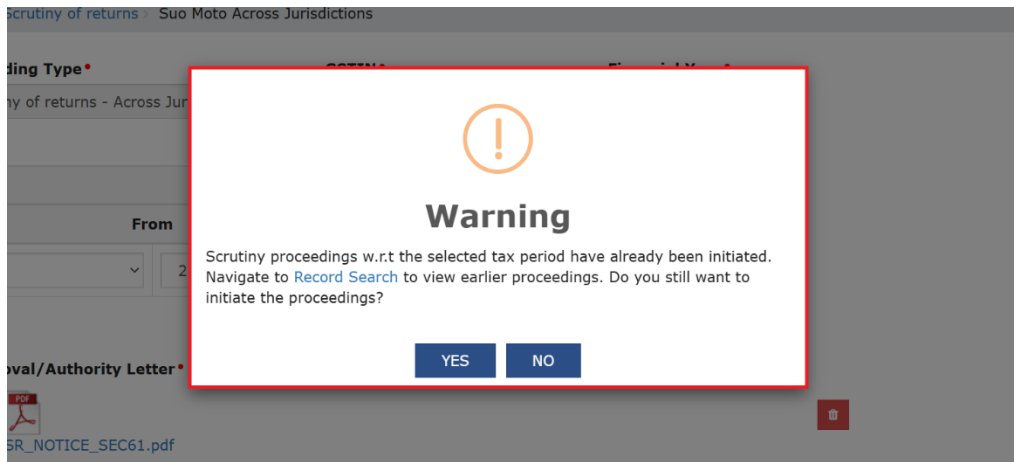 Scrutiny of returns > Suo Moto Across Jurisdictions
ding Type•
ny of returns - Across Jur
Warning
Scrutiny proceedings w.r.t the selected tax period have already been initiated.
Navigate to Record Search to view earlier proceedings. Do you still want to
initiate the proceedings?
From
2
YES NO
oval/Authority Letter•
PDF
SR_NOTICE_SEC61.pdf